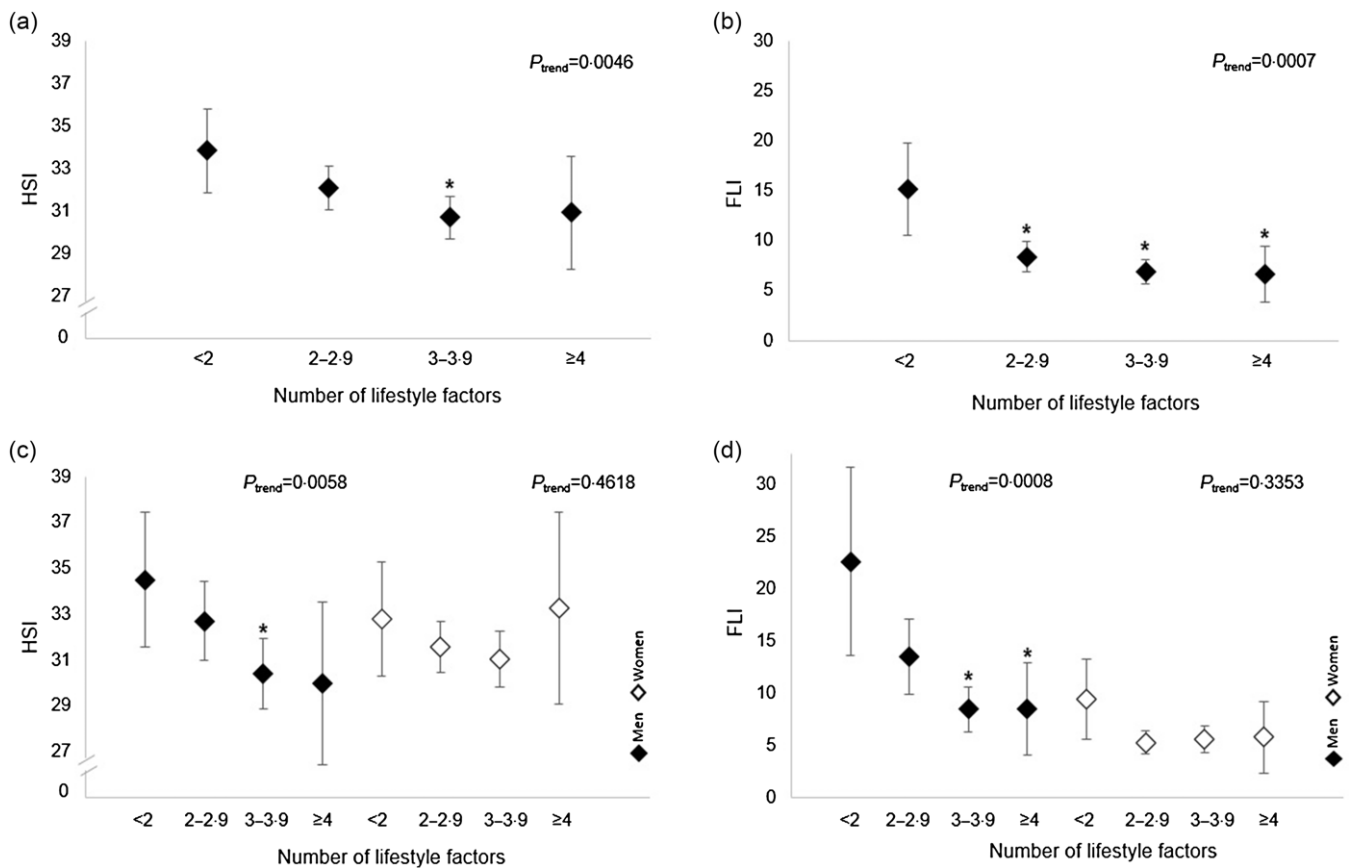 (a)
39
37
35
33
31
29
27
0
HSI
P trend=0·0046
*
<2 2–2·9 3–3·9 ≥4
Number of lifestyle factors
(b)
30
25
20
15
10
5
0
FLI
P trend=0·0007
* * *
<2 2–2·9 3–3·9 ≥4
Number of lifestyle factors
(c)
39
37
35
33
31
29
27
0
HSI
P trend=0·0058 P trend=0·4618
*
Women
Men
<2 2–2·9 3–3·9 ≥4 <2 2–2·9 3–3·9 ≥4
Number of lifestyle factors
(d)
30
25
20
15
10
5
0
FLI
P trend=0·0008 P trend=0·3353
* *
Women
Men
<2 2–2·9 3–3·9 ≥4 <2 2–2·9 3–3·9 ≥4
Number of lifestyle factors